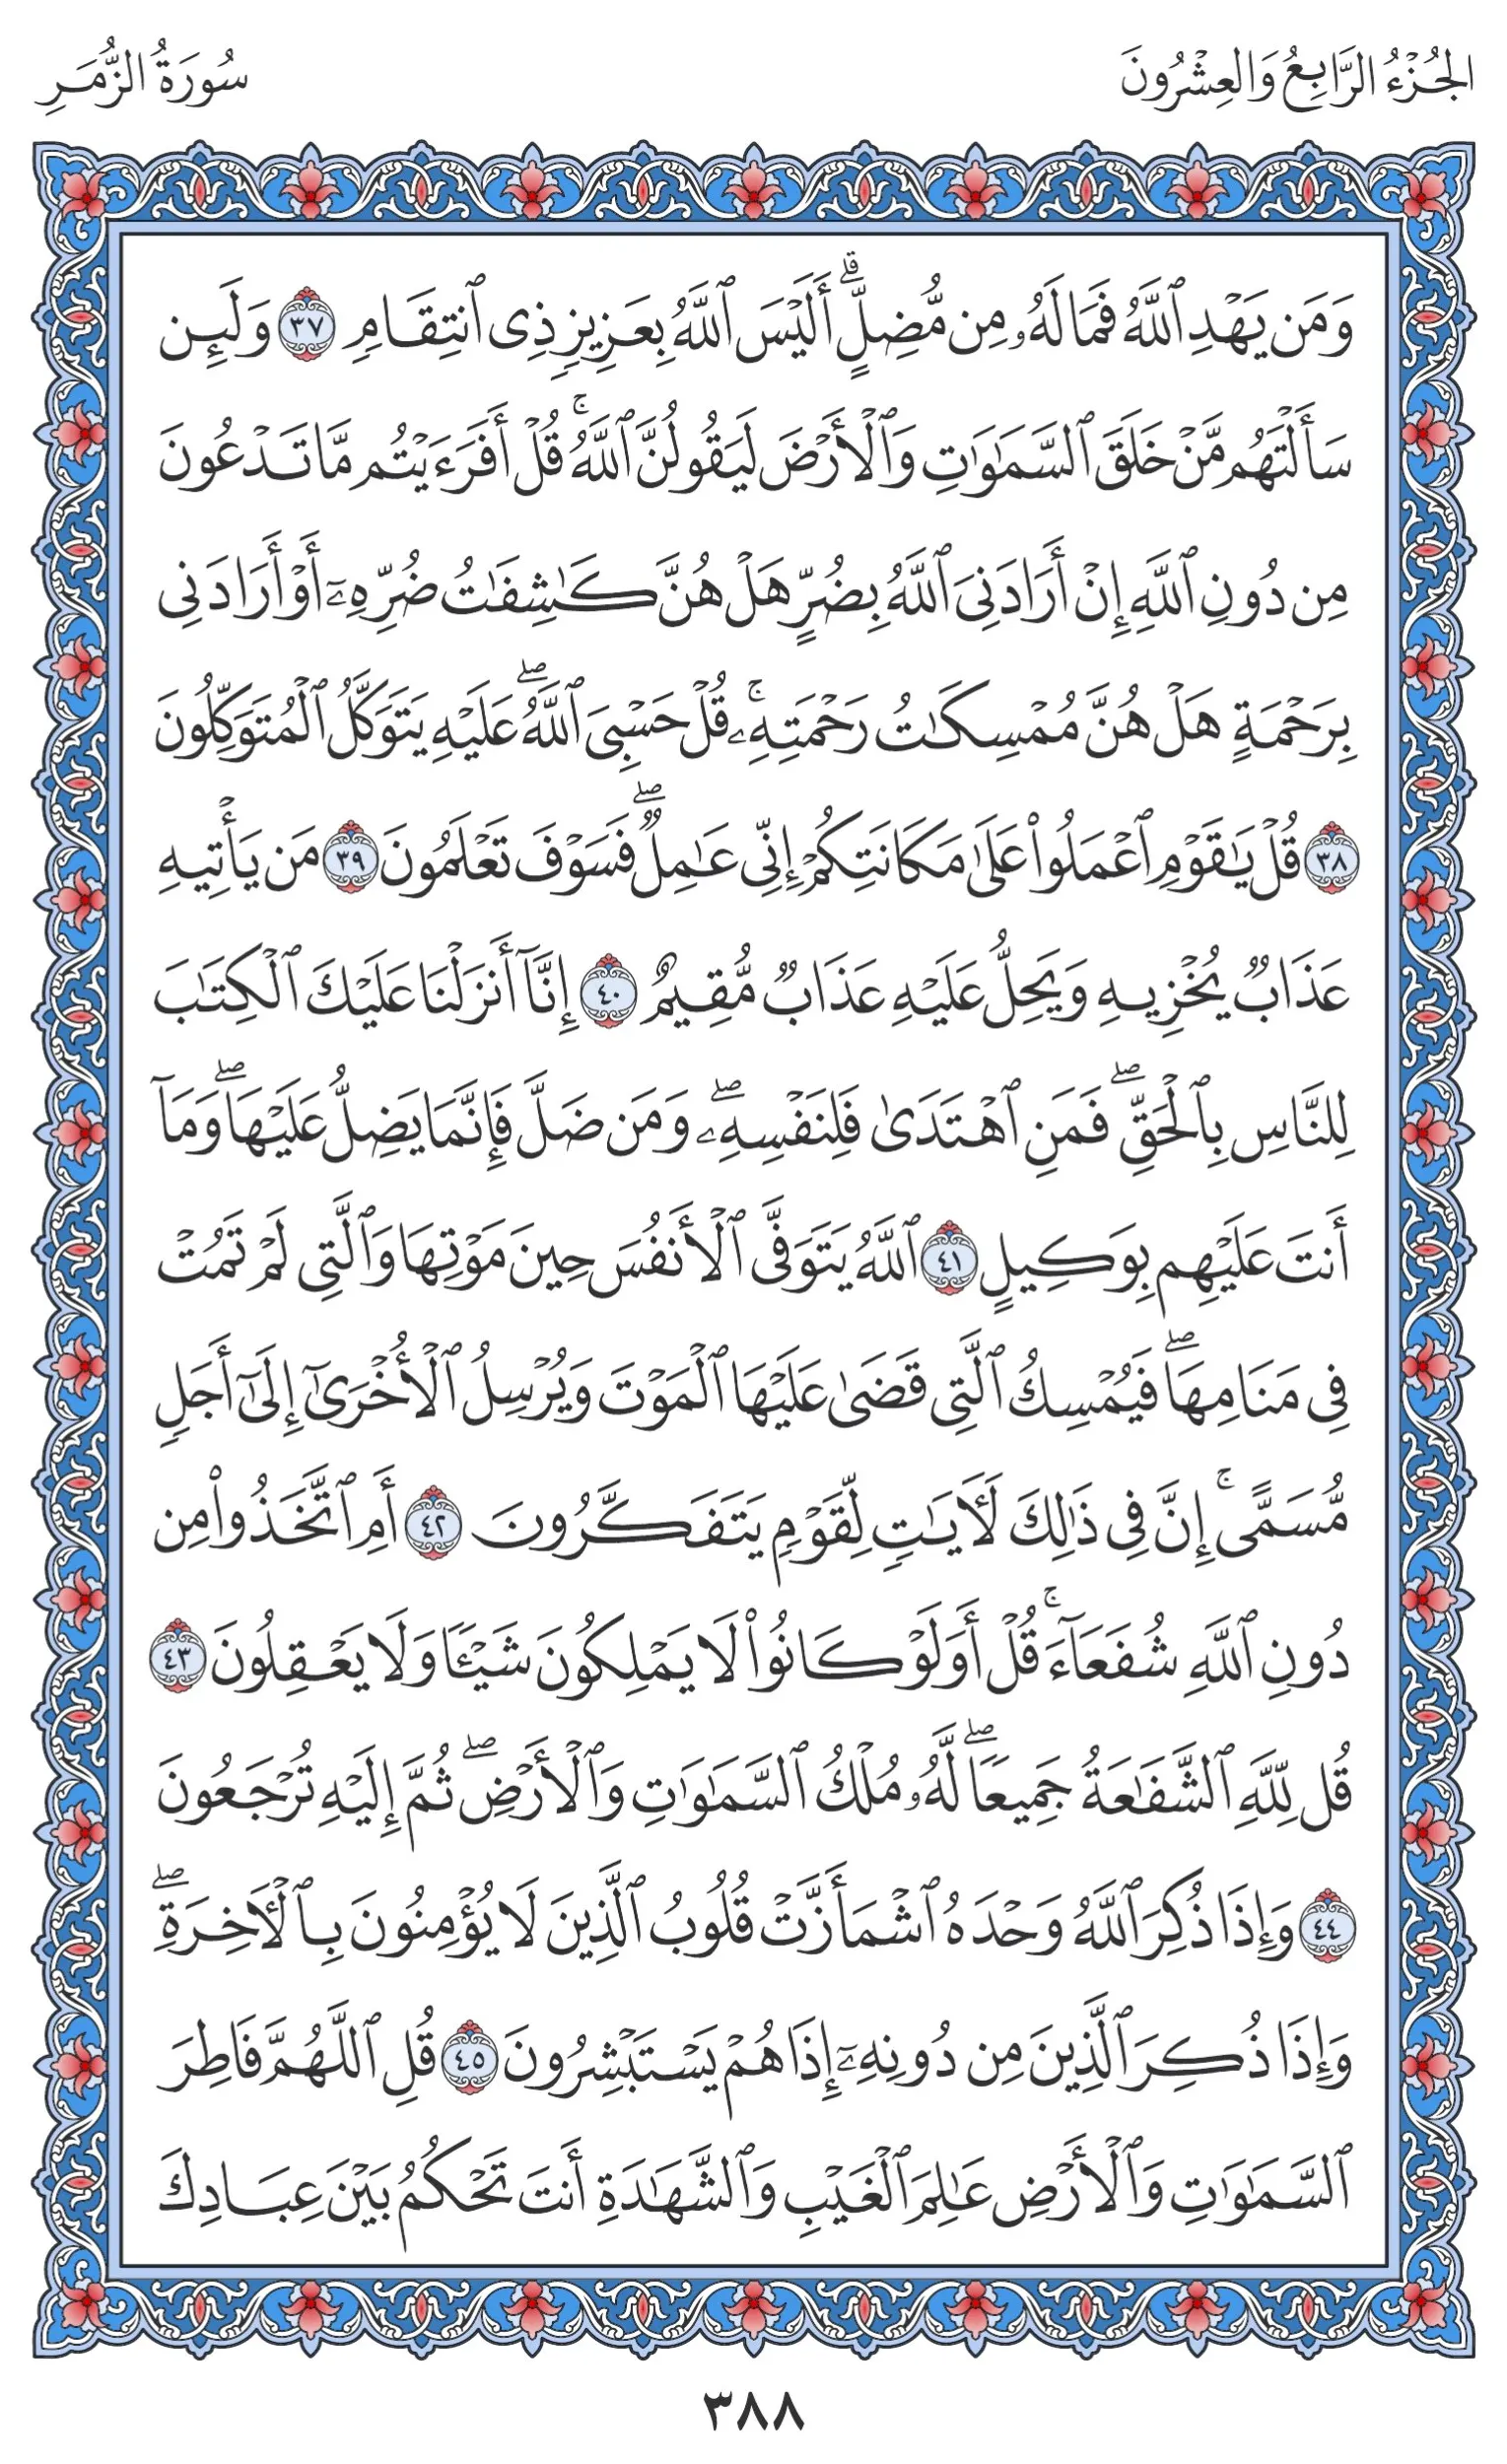 الجُزْءُ الرَّابِعُ وَالعِشْرُونَ
سُورَةُ الزُّمَرِ
وَمَن يَهْدِ ٱللَّهُ فَمَا لَهُۥ مِن مُّضِلٍّ ۗ أَلَيْسَ ٱللَّهُ بِعَزِيزٍ ذِى ٱنتِقَامٍ ٣٧ وَلَئِن
سَأَلْتَهُم مَّنْ خَلَقَ ٱلسَّمَٰوَٰتِ وَٱلْأَرْضَ لَيَقُولُنَّ ٱللَّهُ ۚ قُلْ أَفَرَءَيْتُم مَّا تَدْعُونَ
مِن دُونِ ٱللَّهِ إِنْ أَرَادَنِىَ ٱللَّهُ بِضُرٍّ هَلْ هُنَّ كَٰشِفَٰتُ ضُرِّهِۦٓ أَوْ أَرَادَنِى
بِرَحْمَةٍ هَلْ هُنَّ مُمْسِكَٰتُ رَحْمَتِهِۦ ۚ قُلْ حَسْبِىَ ٱللَّهُ ۖ عَلَيْهِ يَتَوَكَّلُ ٱلْمُتَوَكِّلُونَ
٣٨ قُلْ يَٰقَوْمِ ٱعْمَلُوا۟ عَلَىٰ مَكَانَتِكُمْ إِنِّى عَٰمِلٌ ۖ فَسَوْفَ تَعْلَمُونَ ٣٩ مَن يَأْتِيهِ
عَذَابٌ يُخْزِيهِ وَيَحِلُّ عَلَيْهِ عَذَابٌ مُّقِيمٌ ٤٠ إِنَّآ أَنزَلْنَا عَلَيْكَ ٱلْكِتَٰبَ
لِلنَّاسِ بِٱلْحَقِّ ۖ فَمَنِ ٱهْتَدَىٰ فَلِنَفْسِهِۦ ۖ وَمَن ضَلَّ فَإِنَّمَا يَضِلُّ عَلَيْهَا ۖ وَمَآ
أَنتَ عَلَيْهِم بِوَكِيلٍ ٤١ ٱللَّهُ يَتَوَفَّى ٱلْأَنفُسَ حِينَ مَوْتِهَا وَٱلَّتِى لَمْ تَمُتْ
فِى مَنَامِهَا ۖ فَيُمْسِكُ ٱلَّتِى قَضَىٰ عَلَيْهَا ٱلْمَوْتَ وَيُرْسِلُ ٱلْأُخْرَىٰٓ إِلَىٰٓ أَجَلٍ
مُّسَمًّى ۚ إِنَّ فِى ذَٰلِكَ لَءَايَٰتٍ لِّقَوْمٍ يَتَفَكَّرُونَ ٤٢ أَمِ ٱتَّخَذُوا۟ مِن
دُونِ ٱللَّهِ شُفَعَآءَ ۚ قُلْ أَوَلَوْ كَانُوا۟ لَا يَمْلِكُونَ شَيْـًٔا وَلَا يَعْقِلُونَ ٤٣
قُل لِّلَّهِ ٱلشَّفَٰعَةُ جَمِيعًا ۖ لَّهُۥ مُلْكُ ٱلسَّمَٰوَٰتِ وَٱلْأَرْضِ ۖ ثُمَّ إِلَيْهِ تُرْجَعُونَ
٤٤ وَإِذَا ذُكِرَ ٱللَّهُ وَحْدَهُ ٱشْمَأَزَّتْ قُلُوبُ ٱلَّذِينَ لَا يُؤْمِنُونَ بِٱلْءَاخِرَةِ ۖ
وَإِذَا ذُكِرَ ٱلَّذِينَ مِن دُونِهِۦٓ إِذَا هُمْ يَسْتَبْشِرُونَ ٤٥ قُلِ ٱللَّهُمَّ فَاطِرَ
ٱلسَّمَٰوَٰتِ وَٱلْأَرْضِ عَٰلِمَ ٱلْغَيْبِ وَٱلشَّهَٰدَةِ أَنتَ تَحْكُمُ بَيْنَ عِبَادِكَ
٣٨٨